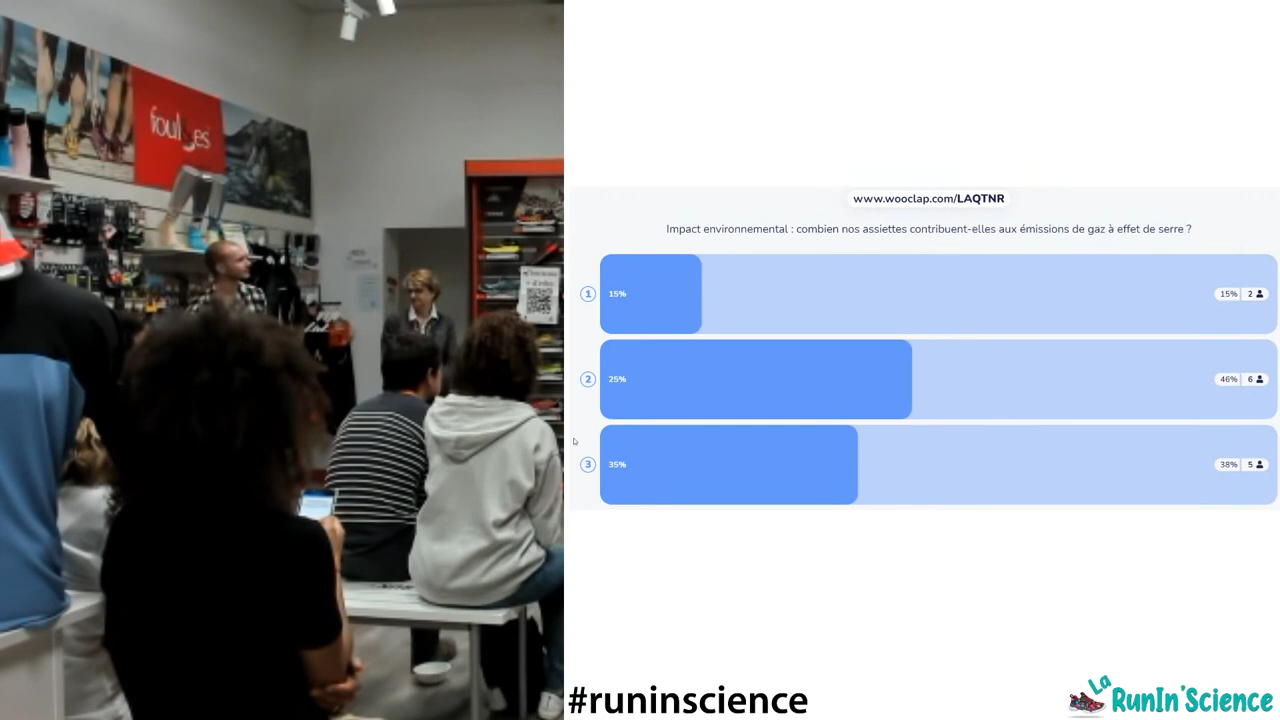 foulées
www.wooclap.com/LAQTNR
Impact environnemental : combien nos assiettes contribuent-elles aux émissions de gaz à effet de serre ?
1 15% 15% 2
2 25% 46% 6
3 35% 38% 5
#runinscience
La RunIn'Science